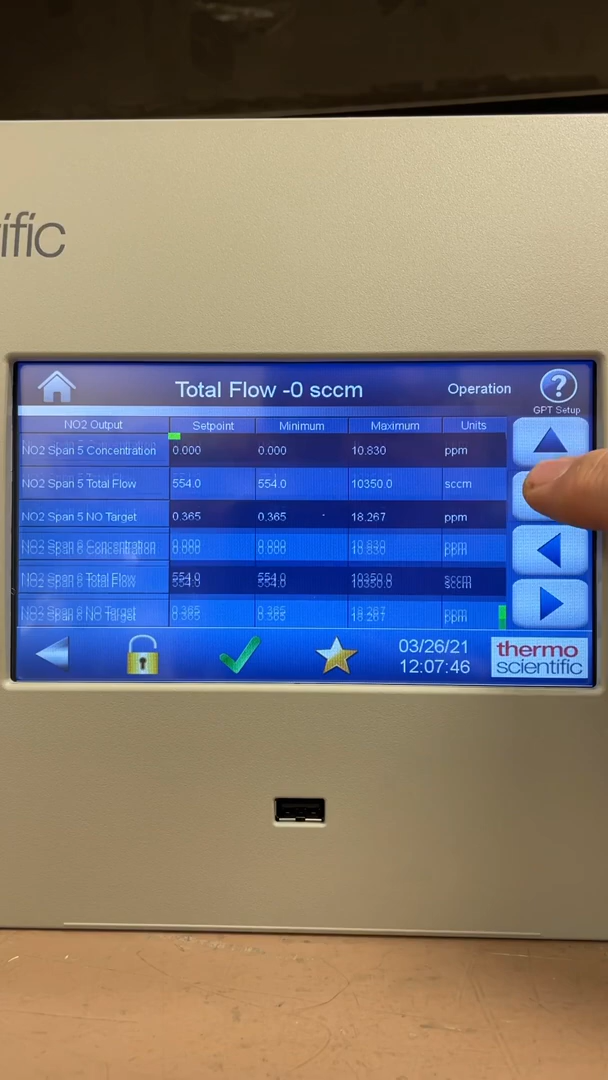 ific
Total Flow -0 sccm
Operation
?
GPT Setup
NO2 Output Setpoint Minimum Maximum Units
NO2 Span 5 Concentration 0.000 0.000 10.830 ppm
NO2 Span 5 Total Flow 554.0 554.0 10350.0 sccm
NO2 Span 5 NO Target 0.365 0.365 18.267 ppm
NO2 Span 6 Concentration 0.000 0.000 10.830 ppm
NO2 Span 6 Total Flow 554.0 554.0 10350.0 sccm
NO2 Span 6 NO Target 0.365 0.365 18.267 ppm
03/26/21
12:07:46
thermo
scientific